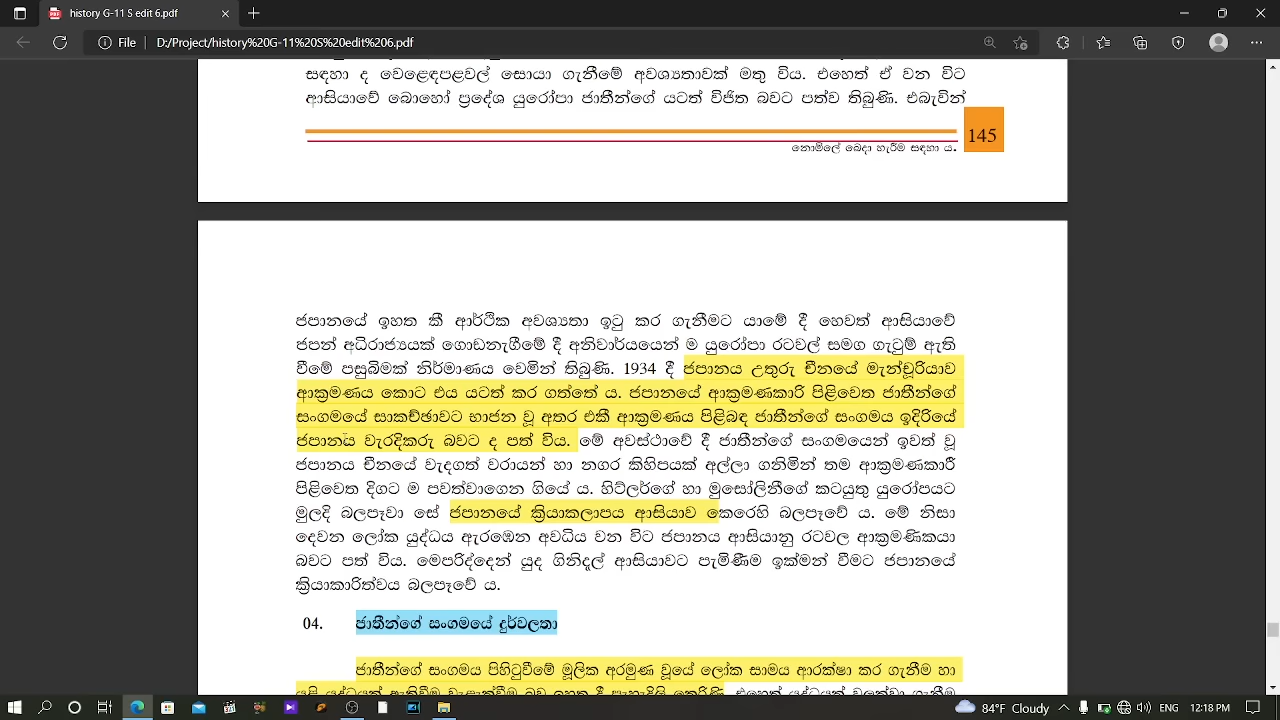 history G-11 S edit 6.pdf
File D:/Project/history%20G-11%20S%20edit%206.pdf
සඳහා ද වෙළෙඳපළවල් සොයා ගැනීමේ අවශ්‍යතාවක් මතු විය. එහෙත් ඒ වන විට
ආසියාවේ බොහෝ ප්‍රදේශ යුරෝපා ජාතීන්ගේ යටත් විජිත බවට පත්ව තිබුණි. එබැවින්
145
නොමිලේ බෙදා හැරීම සඳහා ය.
ජපානයේ ඉහත කී ආර්ථික අවශ්‍යතා ඉටු කර ගැනීමට යාමේ දී හෙවත් ආසියාවේ
ජපන් අධිරාජ්‍යයක් ගොඩනැගීමේ දී අනිවාර්යයෙන් ම යුරෝපා රටවල් සමග ගැටුම් ඇති
වීමේ පසුබිමක් නිර්මාණය වෙමින් තිබුණි. 1934 දී ජපානය උතුරු චීනයේ මැන්චූරියාව
ආක්‍රමණය කොට එය යටත් කර ගත්තේ ය. ජපානයේ ආක්‍රමණකාරි පිළිවෙත ජාතීන්ගේ
සංගමයේ සාකච්ඡාවට භාජන වූ අතර එකී ආක්‍රමණය පිළිබඳ ජාතීන්ගේ සංගමය ඉදිරියේ
ජපානය වැරදිකරු බවට ද පත් විය. මේ අවස්ථාවේ දී ජාතීන්ගේ සංගමයෙන් ඉවත් වූ
ජපානය චීනයේ වැදගත් වරායන් හා නගර කිහිපයක් අල්ලා ගනිමින් තම ආක්‍රමණකාරී
පිළිවෙත දිගට ම පවත්වාගෙන ගියේ ය. හිට්ලර්ගේ හා මුසෝලිනීගේ කටයුතු යුරෝපයට
මුලදි බලපෑවා සේ ජපානයේ ක්‍රියාකලාපය ආසියාව කෙරෙහි බලපෑවේ ය. මේ නිසා
දෙවන ලෝක යුද්ධය ඇරඹෙන අවධිය වන විට ජපානය ආසියානු රටවල ආක්‍රමණිකයා
බවට පත් විය. මෙපරිද්දෙන් යුද ගිනිදැල් ආසියාවට පැමිණීම ඉක්මන් වීමට ජපානයේ
ක්‍රියාකාරිත්වය බලපෑවේ ය.
04. ජාතීන්ගේ සංගමයේ දුර්වලතා
ජාතීන්ගේ සංගමය පිහිටුවීමේ මූලික අරමුණ වූයේ ලෝක සාමය ආරක්ෂා කර ගැනීම හා
යළි යුද්ධයක් ඇතිවීම වැළැක්වීම බව ඉහත දී පැහැදිලි කෙරිණි. එහෙත් යුද්ධයක් වළක්වා ගැනීම
84°F Cloudy ENG 12:18 PM